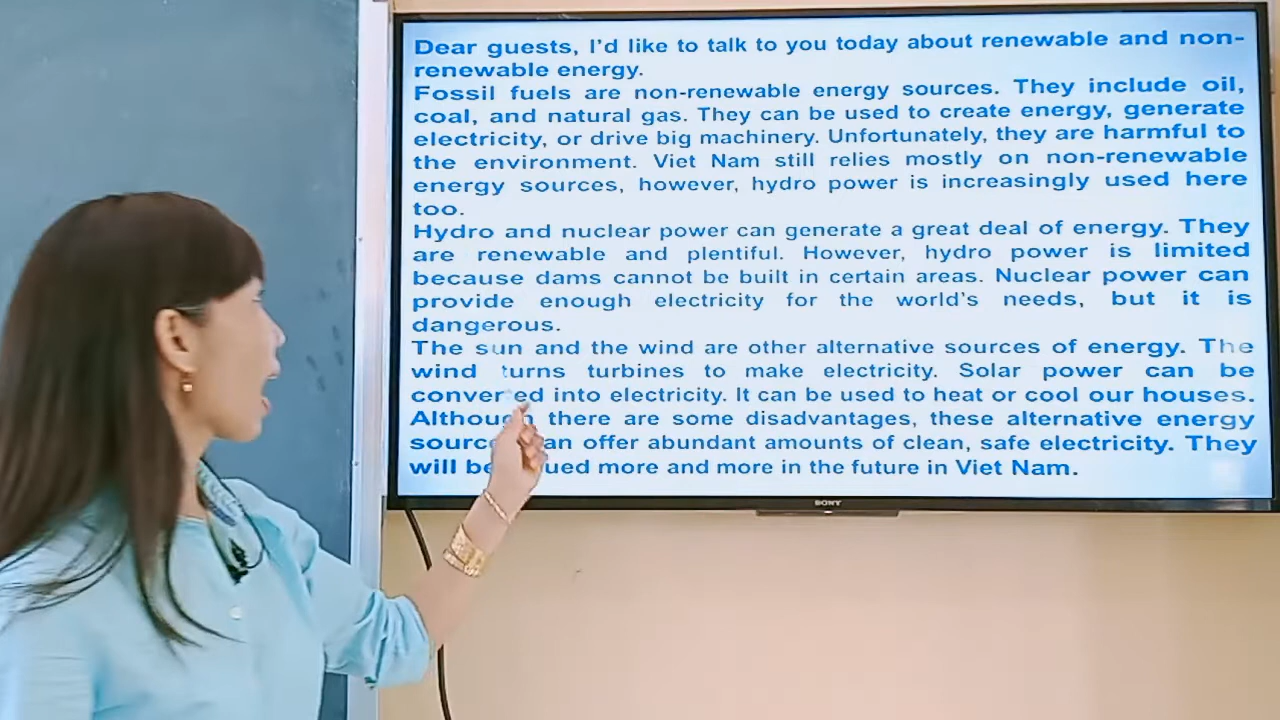 Dear guests, I'd like to talk to you today about renewable and non-
renewable energy.
Fossil fuels are non-renewable energy sources. They include oil,
coal, and natural gas. They can be used to create energy, generate
electricity, or drive big machinery. Unfortunately, they are harmful to
the environment. Viet Nam still relies mostly on non-renewable
energy sources, however, hydro power is increasingly used here
too.
Hydro and nuclear power can generate a great deal of energy. They
are renewable and plentiful. However, hydro power is limited
because dams cannot be built in certain areas. Nuclear power can
provide enough electricity for the world's needs, but it is
dangerous.
The sun and the wind are other alternative sources of energy. The
wind turns turbines to make electricity. Solar power can be
converted into electricity. It can be used to heat or cool our houses.
Although there are some disadvantages, these alternative energy
offer abundant amounts of clean, safe electricity. They
will be more and more in the future in Viet Nam.
SONY